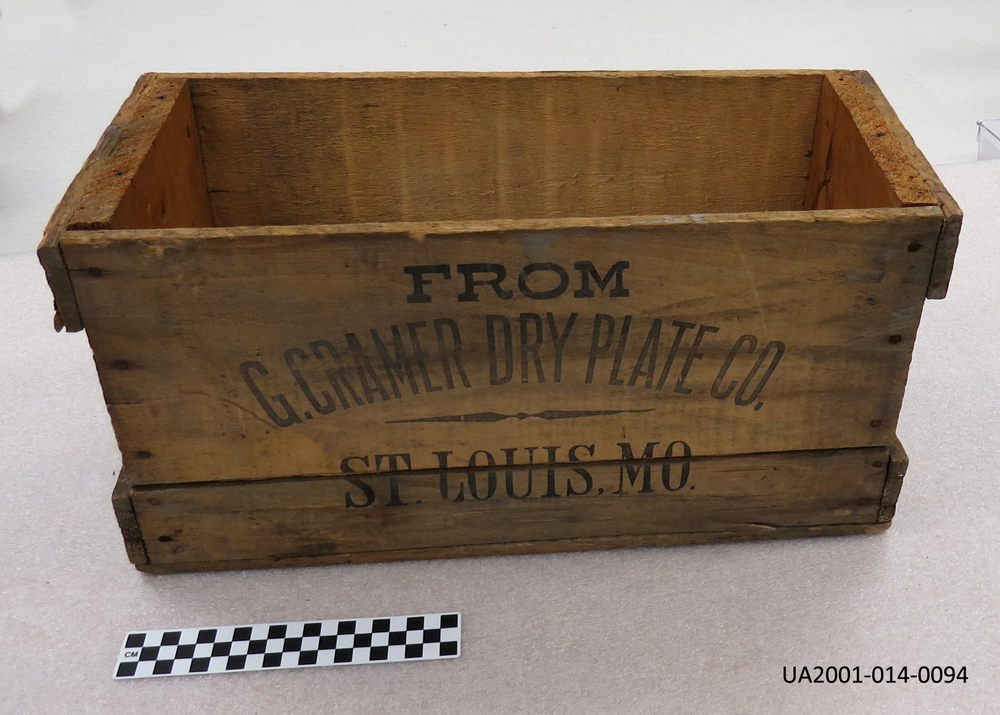 FROM
G. CRAMER DRY PLATE CO.
ST. LOUIS, MO.
CM
UA2001-014-0094